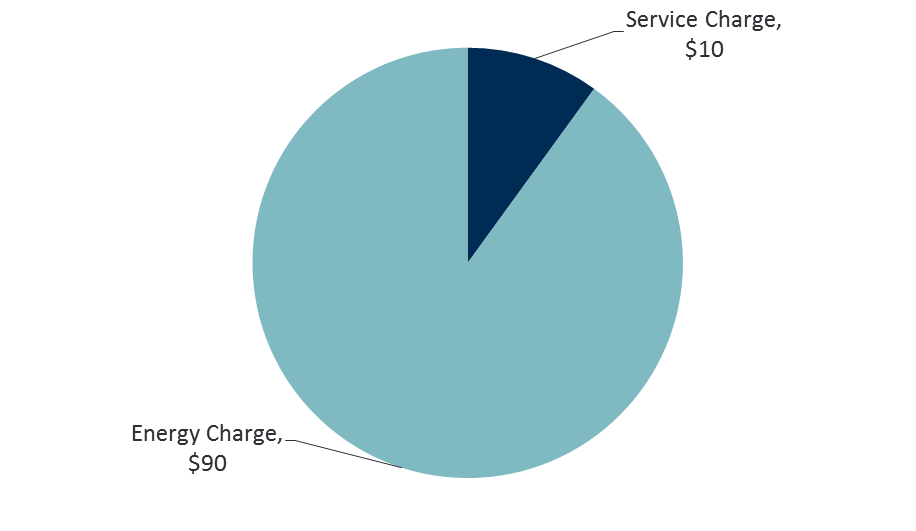 Service Charge,
$10
Energy Charge,
$90